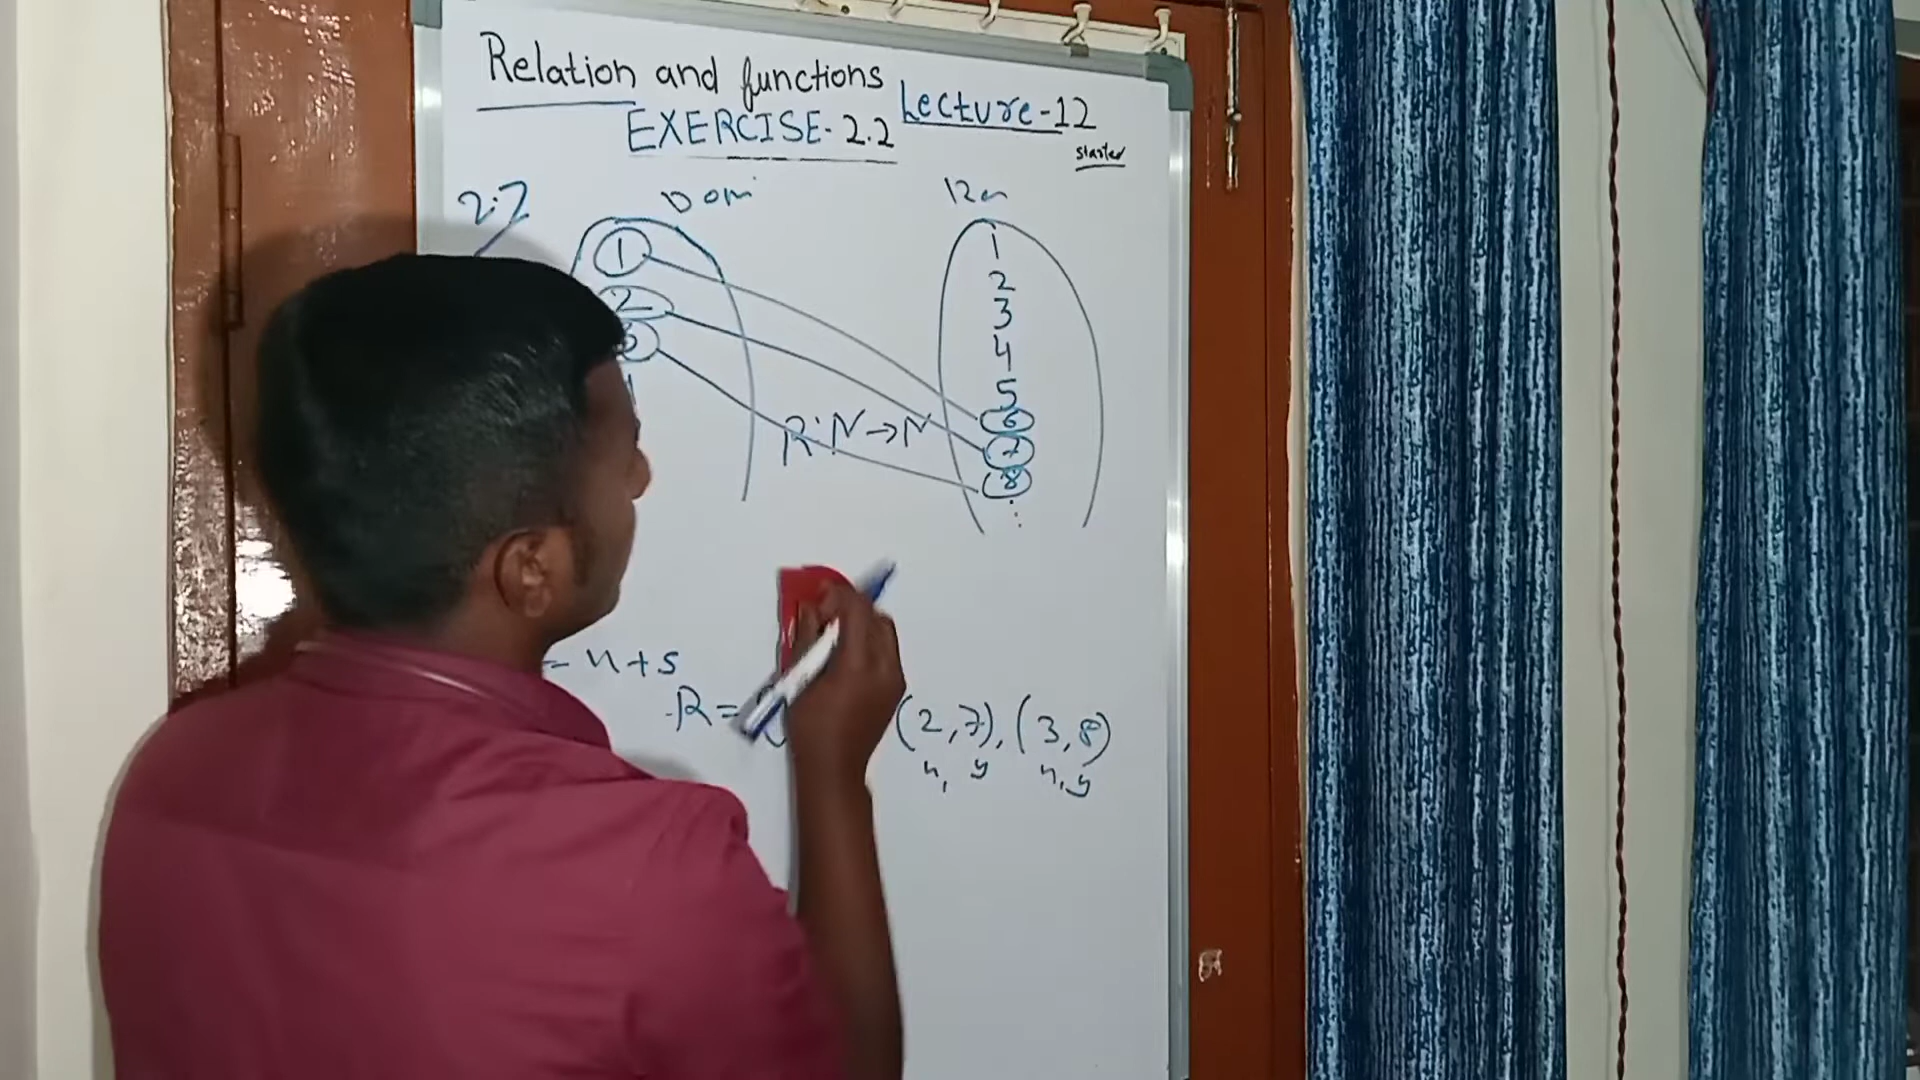 Relation and functions
Lecture-12
EXERCISE-2.2
started
2.2
Dom
Ran
1
2
3
4
5
6
7
8
⋮
1
2
3
R:N→N
= x+5
R=
(2,7), (3,8)
x, y x,y